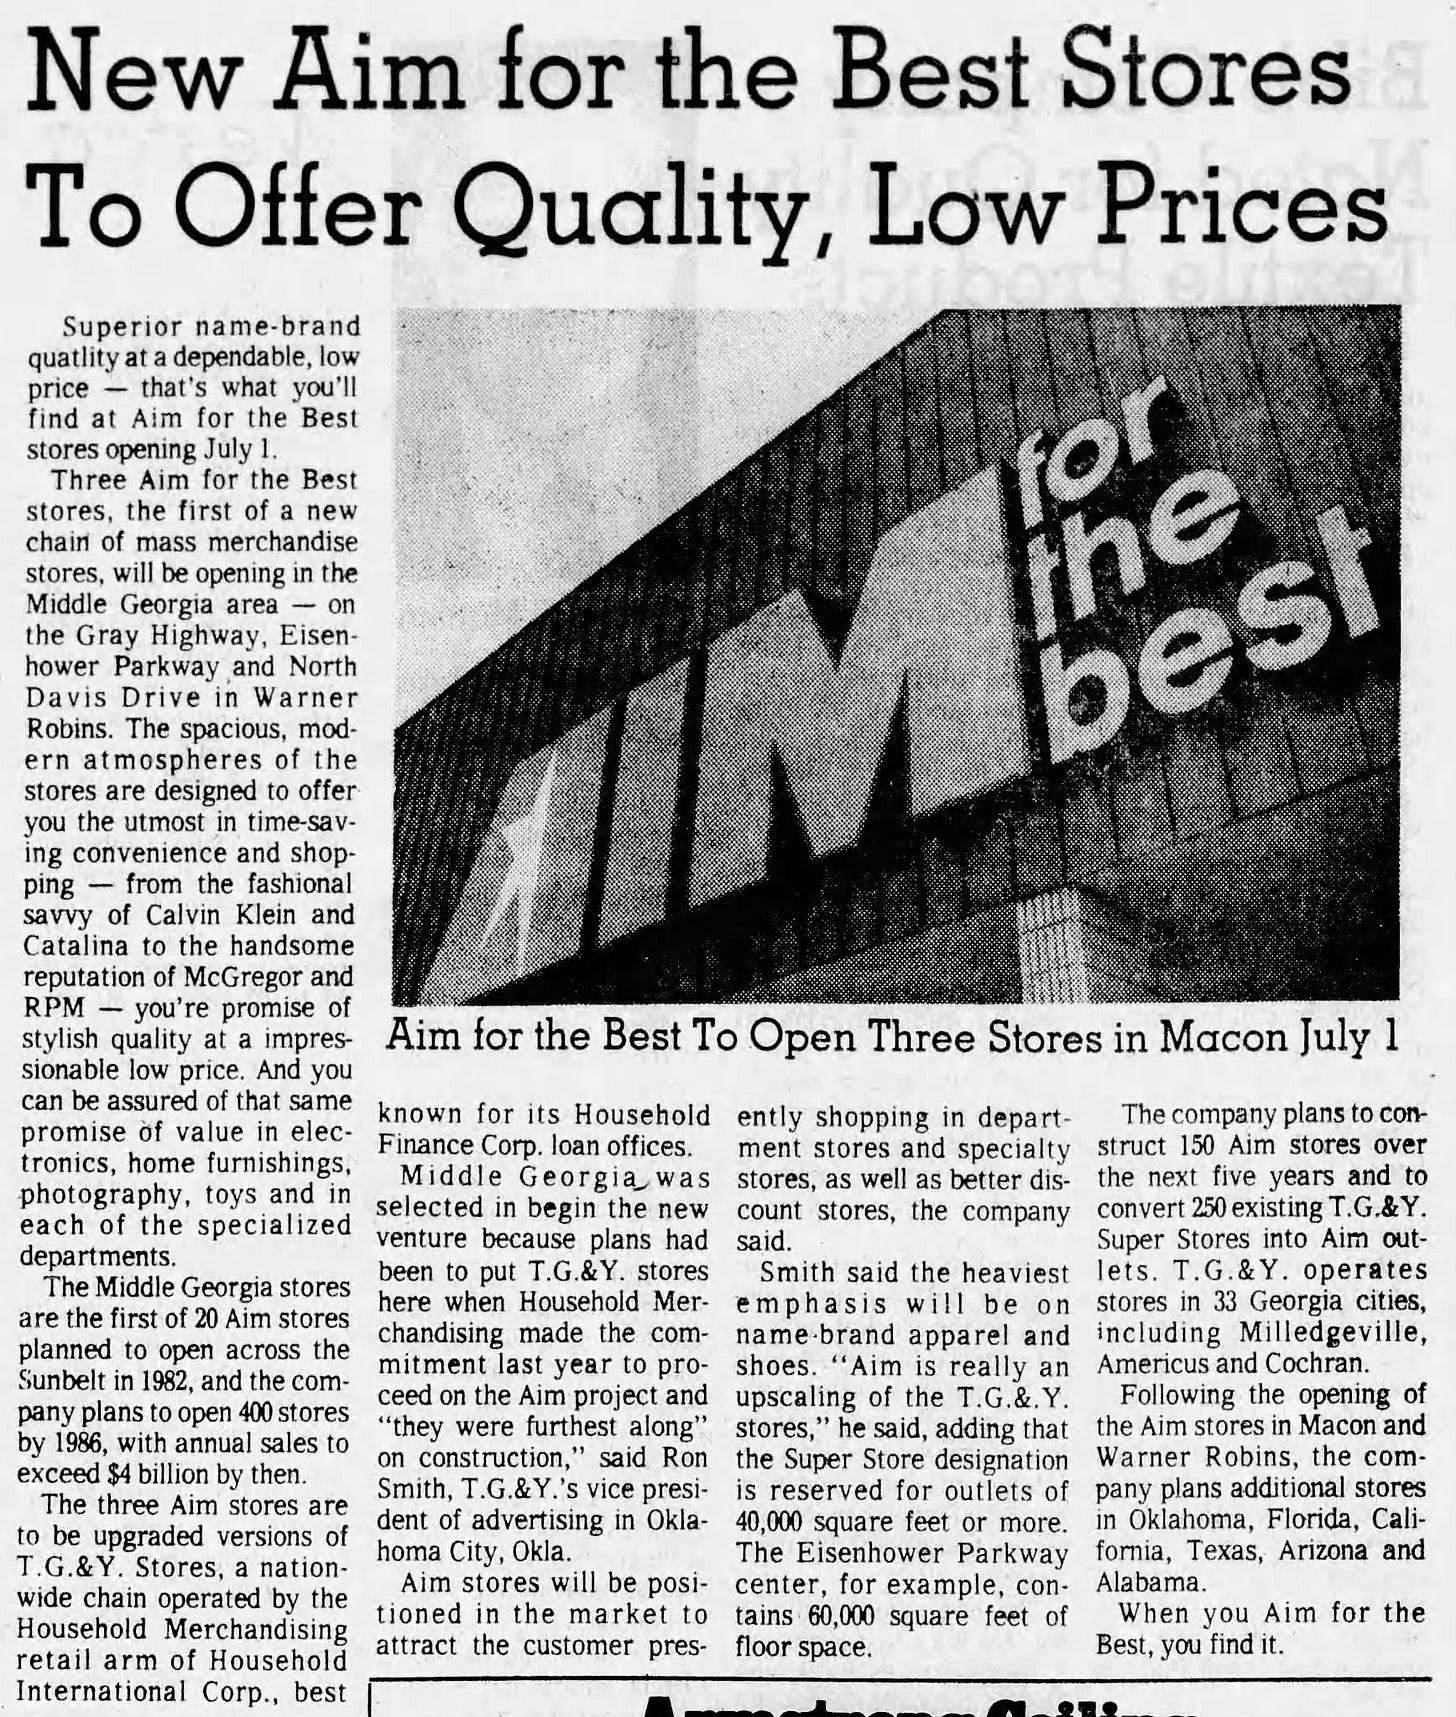 New Aim for the Best Stores
To Offer Quality, Low Prices
Superior name-brand
quatlity at a dependable, low
price — that's what you'll
find at Aim for the Best
stores opening July 1.
Three Aim for the Best
stores, the first of a new
chain of mass merchandise
stores, will be opening in the
Middle Georgia area — on
the Gray Highway, Eisen-
hower Parkway and North
Davis Drive in Warner
Robins. The spacious, mod-
ern atmospheres of the
stores are designed to offer
you the utmost in time-sav-
ing convenience and shop-
ping — from the fashional
savvy of Calvin Klein and
Catalina to the handsome
reputation of McGregor and
RPM — you're promise of
stylish quality at a impres-
sionable low price. And you
can be assured of that same
promise of value in elec-
tronics, home furnishings,
photography, toys and in
each of the specialized
departments.
The Middle Georgia stores
are the first of 20 Aim stores
planned to open across the
Sunbelt in 1982, and the com-
pany plans to open 400 stores
by 1986, with annual sales to
exceed $4 billion by then.
The three Aim stores are
to be upgraded versions of
T.G.&Y. Stores, a nation-
wide chain operated by the
Household Merchandising
retail arm of Household
International Corp., best
AIM
for
the
best
Aim for the Best To Open Three Stores in Macon July 1
known for its Household
Finance Corp. loan offices.
Middle Georgia was
selected in begin the new
venture because plans had
been to put T.G.&Y. stores
here when Household Mer-
chandising made the com-
mitment last year to pro-
ceed on the Aim project and
"they were furthest along"
on construction," said Ron
Smith, T.G.&Y.'s vice presi-
dent of advertising in Okla-
homa City, Okla.
Aim stores will be posi-
tioned in the market to
attract the customer pres-
ently shopping in depart-
ment stores and specialty
stores, as well as better dis-
count stores, the company
said.
Smith said the heaviest
emphasis will be on
name-brand apparel and
shoes. "Aim is really an
upscaling of the T.G.&.Y.
stores," he said, adding that
the Super Store designation
is reserved for outlets of
40,000 square feet or more.
The Eisenhower Parkway
center, for example, con-
tains 60,000 square feet of
floor space.
The company plans to con-
struct 150 Aim stores over
the next five years and to
convert 250 existing T.G.&Y.
Super Stores into Aim out-
lets. T.G.&Y. operates
stores in 33 Georgia cities,
including Milledgeville,
Americus and Cochran.
Following the opening of
the Aim stores in Macon and
Warner Robins, the com-
pany plans additional stores
in Oklahoma, Florida, Cali-
fornia, Texas, Arizona and
Alabama.
When you Aim for the
Best, you find it.
Armstrong Ceiling